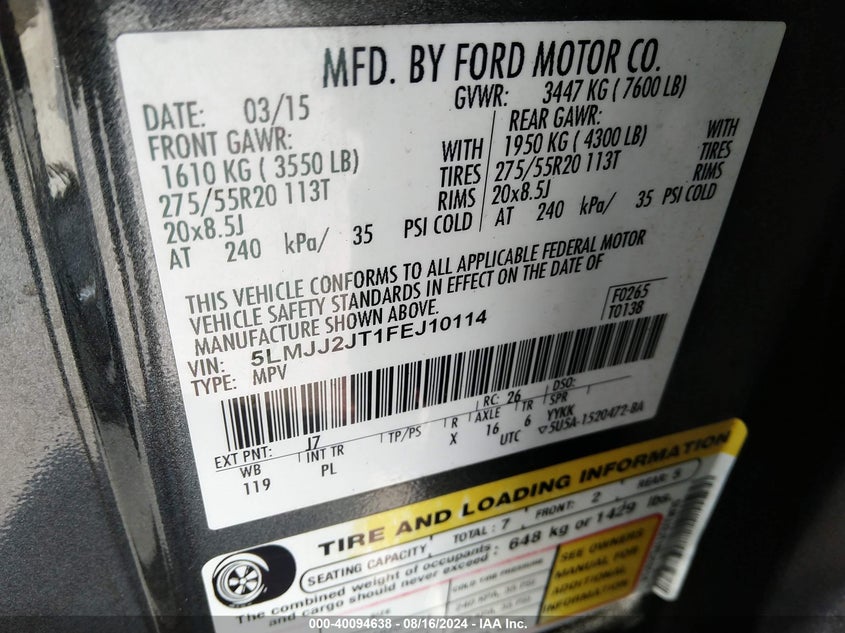 MFD. BY FORD MOTOR CO.
DATE: 03/15 GVWR: 3447 KG ( 7600 LB)
FRONT GAWR: REAR GAWR:
1610 KG ( 3550 LB) WITH 1950 KG ( 4300 LB) WITH
275/55R20 113T TIRES 275/55R20 113T TIRES
20x8.5J RIMS 20x8.5J RIMS
AT 240 kPa/ 35 PSI COLD AT 240 kPa/ 35 PSI COLD
THIS VEHICLE CONFORMS TO ALL APPLICABLE FEDERAL MOTOR
VEHICLE SAFETY STANDARDS IN EFFECT ON THE DATE OF
MANUFACTURE SHOWN ABOVE.
F0265
T0138
VIN: 5LMJJ2JT1FEJ10114
TYPE: MPV
EXT PNT: J7 RC: 26 DSO:
WB INT TR TP/PS R AXLE TR SPR
119 PL X 16 6 YYKK
UTC 5U5A-1520472-BA
TIRE AND LOADING INFORMATION
SEATING CAPACITY TOTAL: 7 FRONT: 2 REAR: 5
The combined weight of occupants
and cargo should never exceed: 648 kg or 1429 lbs.
COLD TIRE PRESSURE
SEE OWNERS
MANUAL FOR
ADDITIONAL
INFORMATION
000-40094638 - 08/16/2024 - IAA Inc.